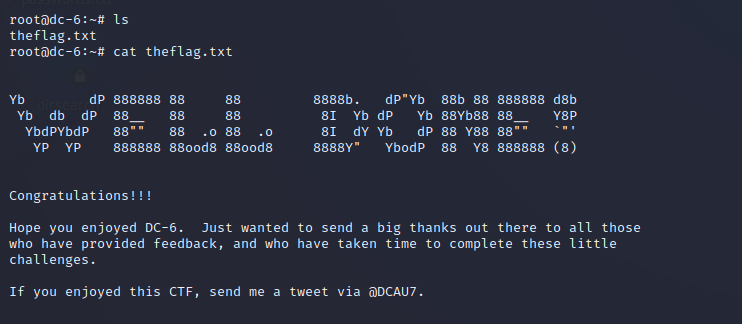 root@dc-6:~# ls
theflag.txt
root@dc-6:~# cat theflag.txt
Yb        dP 888888 88     88         8888b.   dP"Yb  88b 88 888888 d8b
 Yb  db  dP  88__   88     88          8I  Yb dP   Yb 88Yb88 88__   Y8P
  YbdPYbdP   88""   88  .o 88  .o      8I  dY Yb   dP 88 Y88 88""   `"'
   YP  YP    888888 88ood8 88ood8     8888Y"   YbodP  88  Y8 888888 (8)
Congratulations!!!
Hope you enjoyed DC-6.  Just wanted to send a big thanks out there to all those
who have provided feedback, and who have taken time to complete these little
challenges.
If you enjoyed this CTF, send me a tweet via @DCAU7.